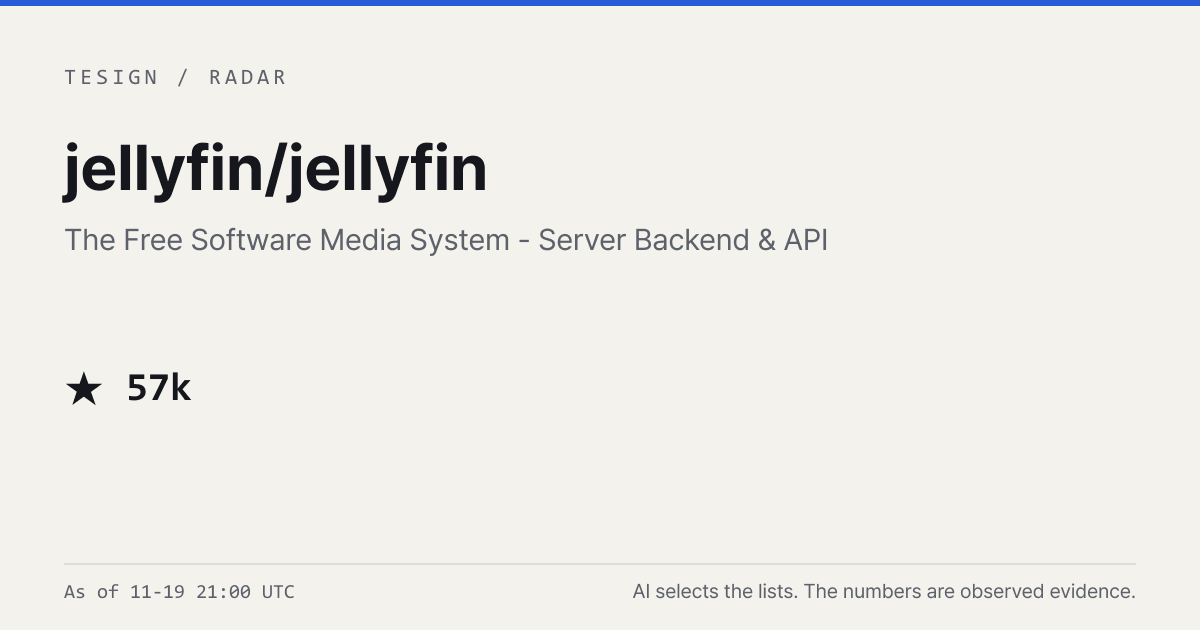 TESIGN / RADAR
jellyfin/jellyfin
The Free Software Media System - Server Backend & API
★ 57k
As of 11-19 21:00 UTC
AI selects the lists. The numbers are observed evidence.